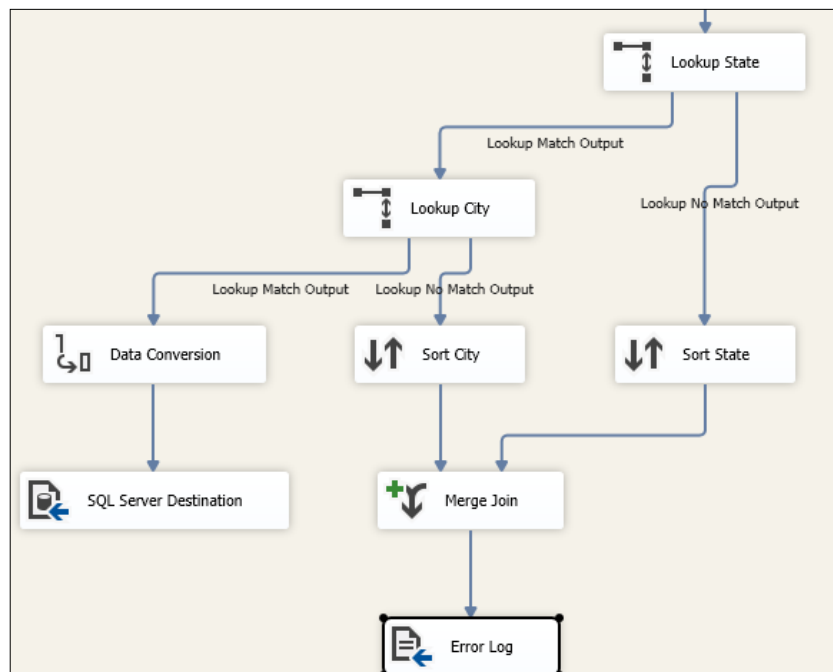 Lookup State
Lookup Match Output
Lookup City
Lookup No Match Output
Lookup Match Output
Lookup No Match Output
Data Conversion
Sort City
Sort State
SQL Server Destination
Merge Join
Error Log